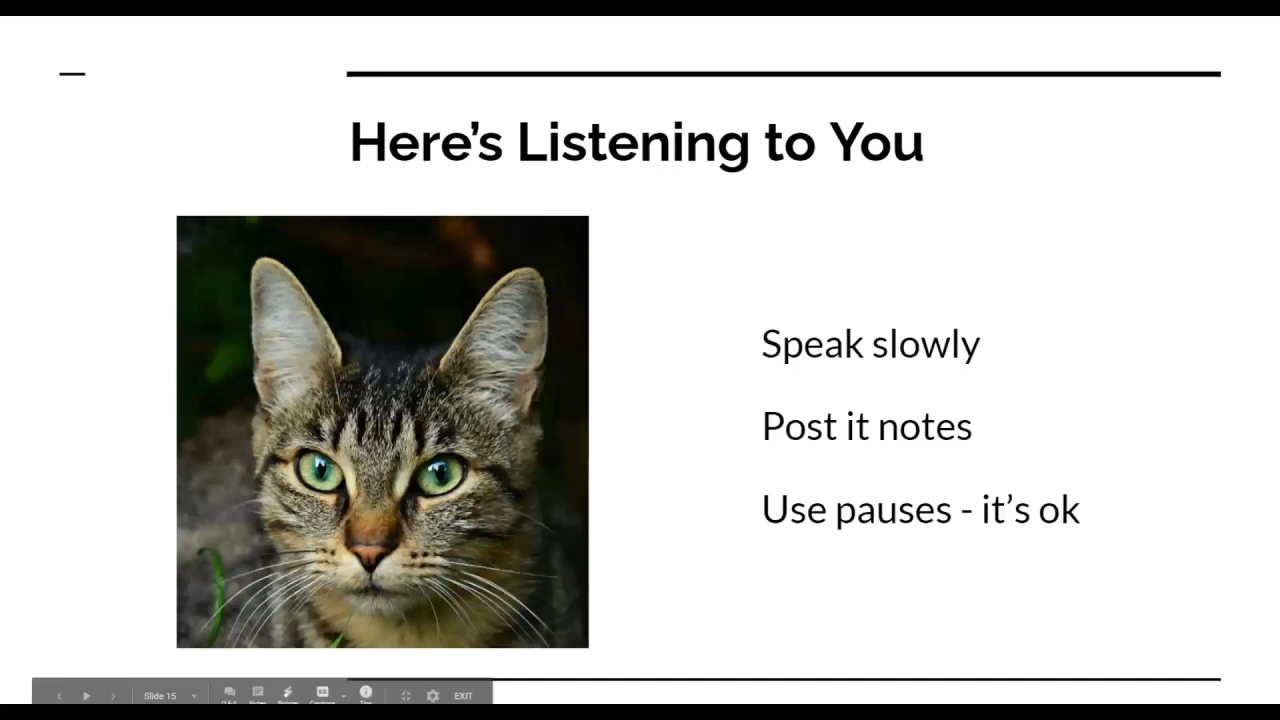 Here’s Listening to You
Speak slowly
Post it notes
Use pauses - it’s ok
Slide 15
EXIT